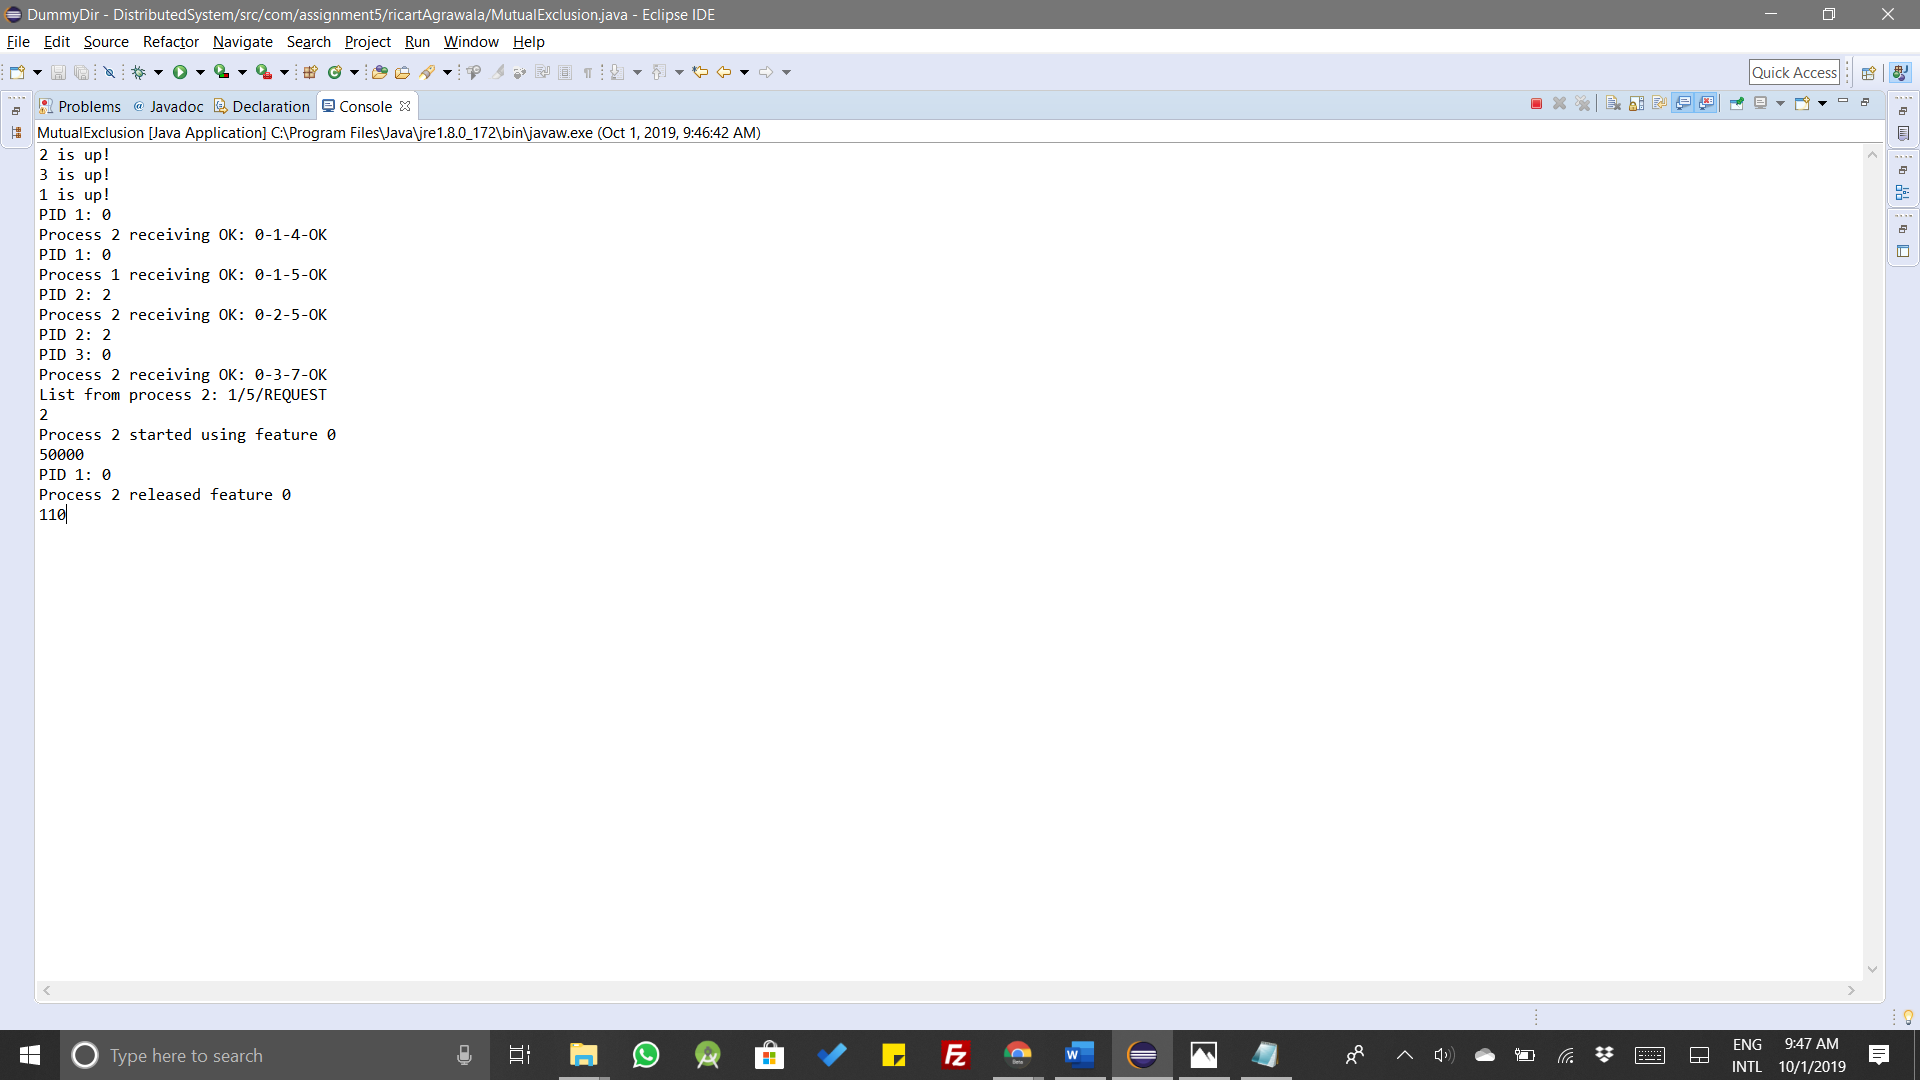 DummyDir - DistributedSystem/src/com/assignment5/ricartAgrawala/MutualExclusion.java - Eclipse IDE
File Edit Source Refactor Navigate Search Project Run Window Help
Quick Access
Problems @ Javadoc Declaration Console
MutualExclusion [Java Application] C:\Program Files\Java\jre1.8.0_172\bin\javaw.exe (Oct 1, 2019, 9:46:42 AM)
2 is up!
3 is up!
1 is up!
PID 1: 0
Process 2 receiving OK: 0-1-4-OK
PID 1: 0
Process 1 receiving OK: 0-1-5-OK
PID 2: 2
Process 2 receiving OK: 0-2-5-OK
PID 2: 2
PID 3: 0
Process 2 receiving OK: 0-3-7-OK
List from process 2: 1/5/REQUEST
2
Process 2 started using feature 0
50000
PID 1: 0
Process 2 released feature 0
110
Type here to search
ENG 9:47 AM
INTL 10/1/2019